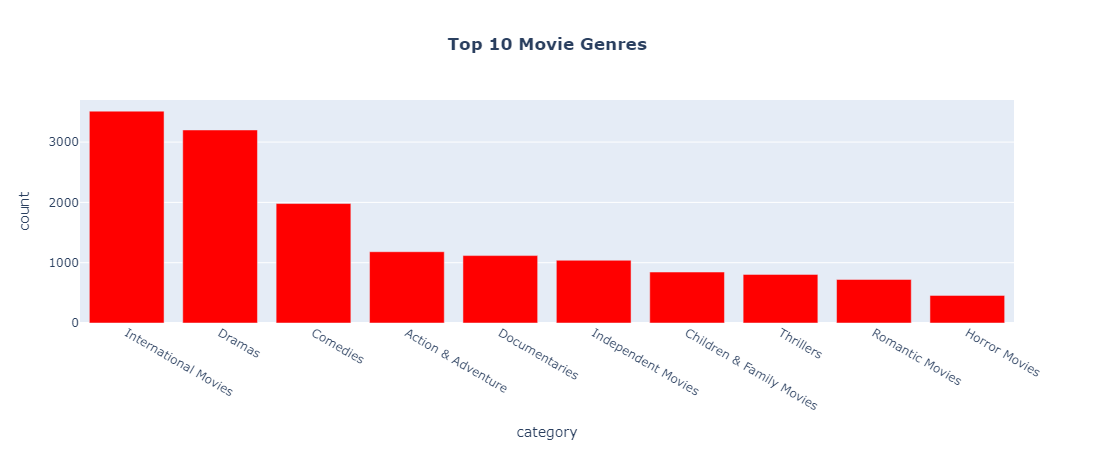 Top 10 Movie Genres
count
3000
2000
1000
0
International Movies
Dramas
Comedies
Action & Adventure
Documentaries
Independent Movies
Children & Family Movies
Thrillers
Romantic Movies
Horror Movies
category